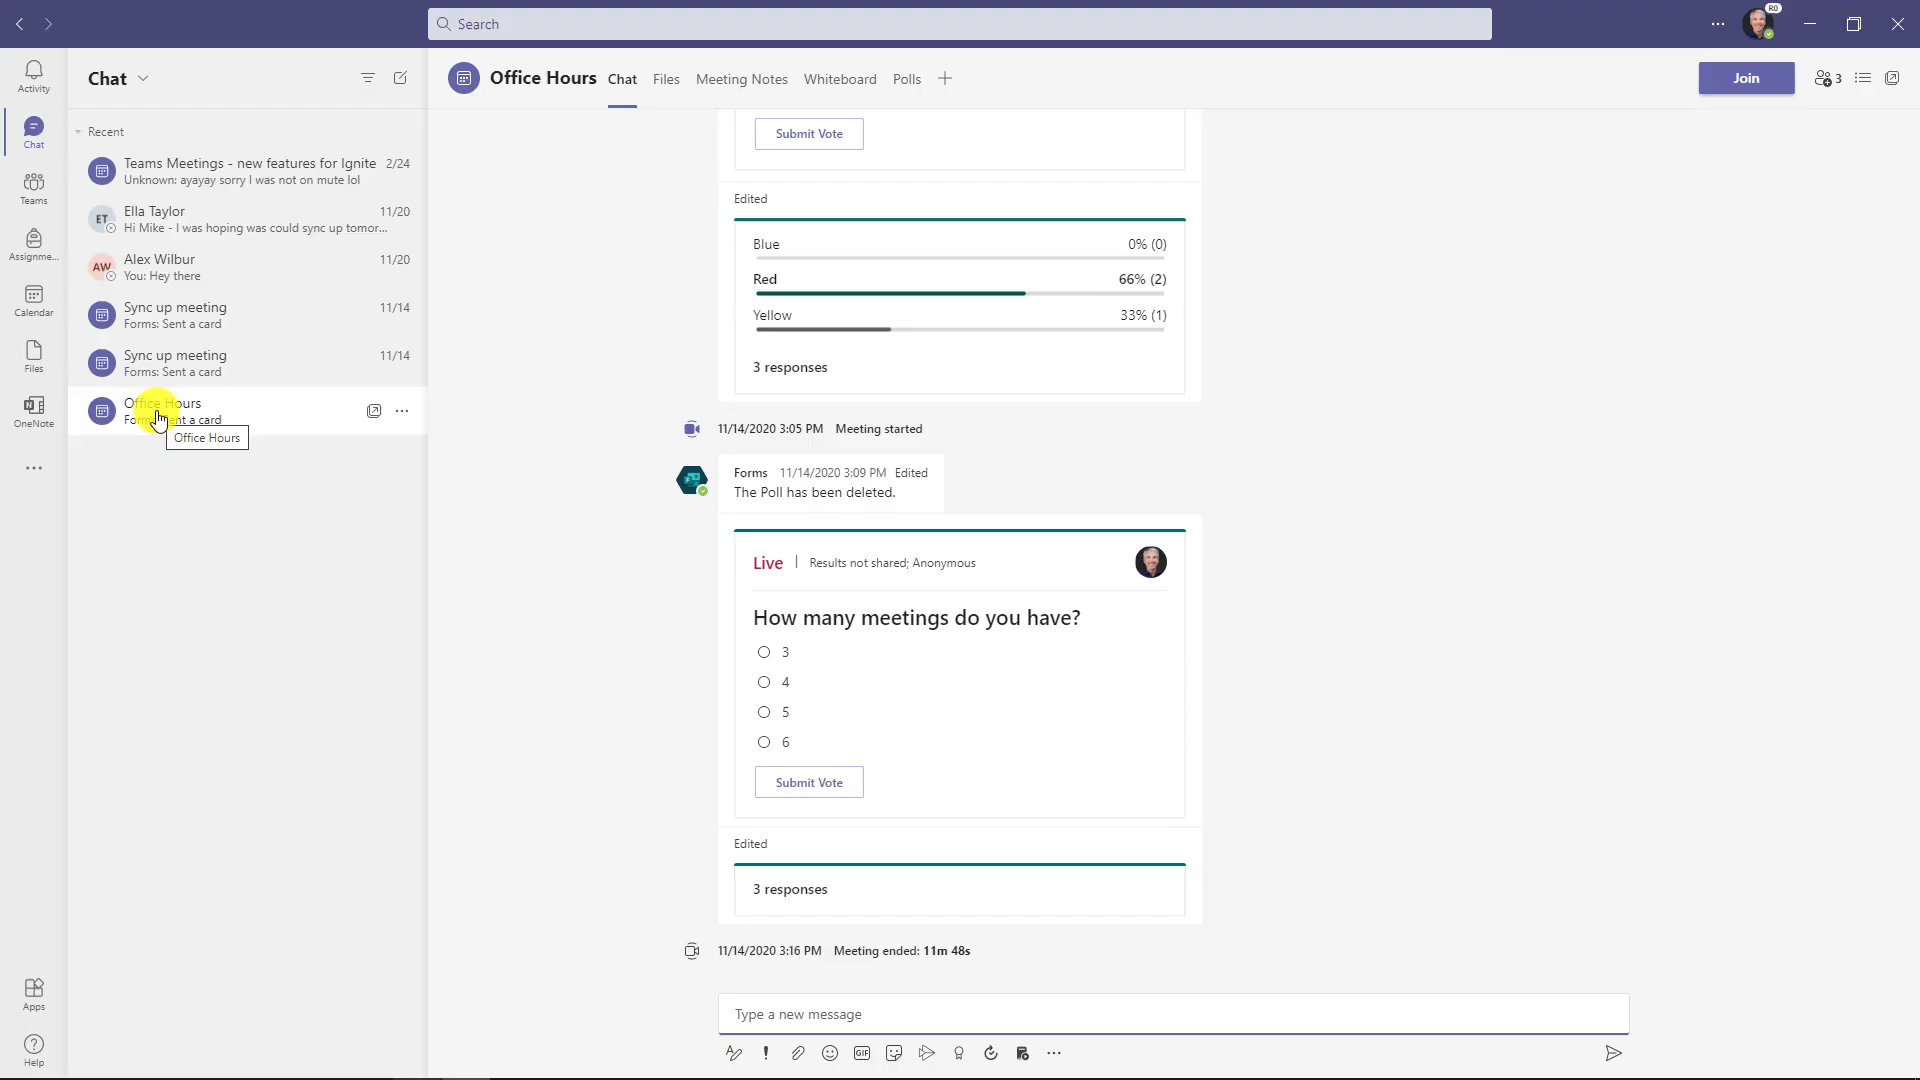 Search
RO
Activity
Chat
Teams
Assignme...
Calendar
Files
OneNote
Apps
Help
Chat
Recent
Teams Meetings - new features for Ignite 2/24
Unknown: ayayay sorry I was not on mute lol
ET
Ella Taylor 11/20
Hi Mike - I was hoping was could sync up tomor...
AW
Alex Wilbur 11/20
You: Hey there
Sync up meeting 11/14
Forms: Sent a card
Sync up meeting 11/14
Forms: Sent a card
Office Hours
Forms: Sent a card
Office Hours
Office Hours Chat Files Meeting Notes Whiteboard Polls
Join 3
Submit Vote
Edited
Blue 0% (0)
Red 66% (2)
Yellow 33% (1)
3 responses
11/14/2020 3:05 PM Meeting started
Forms 11/14/2020 3:09 PM Edited
The Poll has been deleted.
Live | Results not shared; Anonymous
How many meetings do you have?
3
4
5
6
Submit Vote
Edited
3 responses
11/14/2020 3:16 PM Meeting ended: 11m 48s
Type a new message
GIF